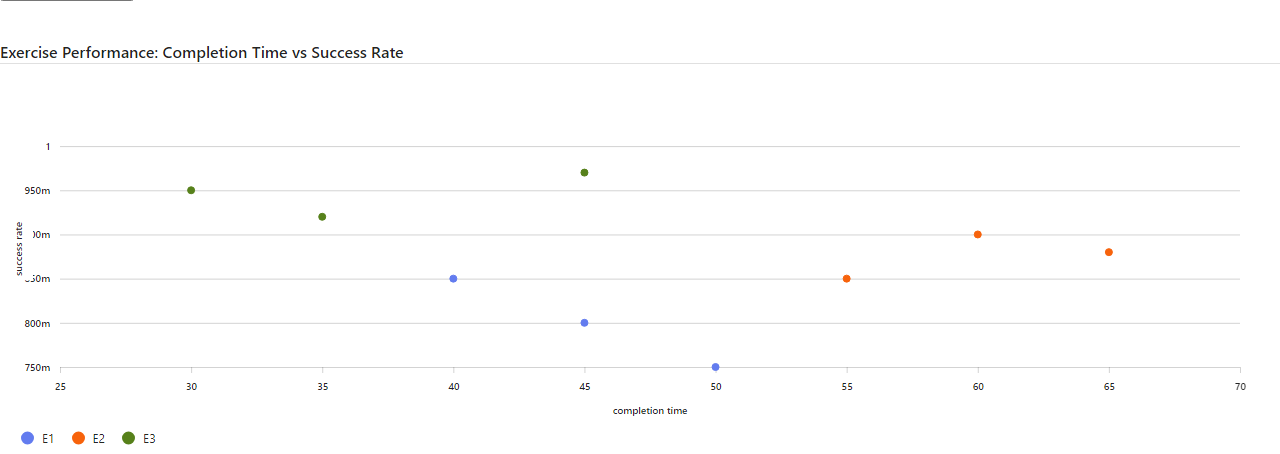 Exercise Performance: Completion Time vs Success Rate
1
950m
800m
750m
success rate
25 30 35 40 45 50 55 60 65 70
completion time
E1 E2 E3